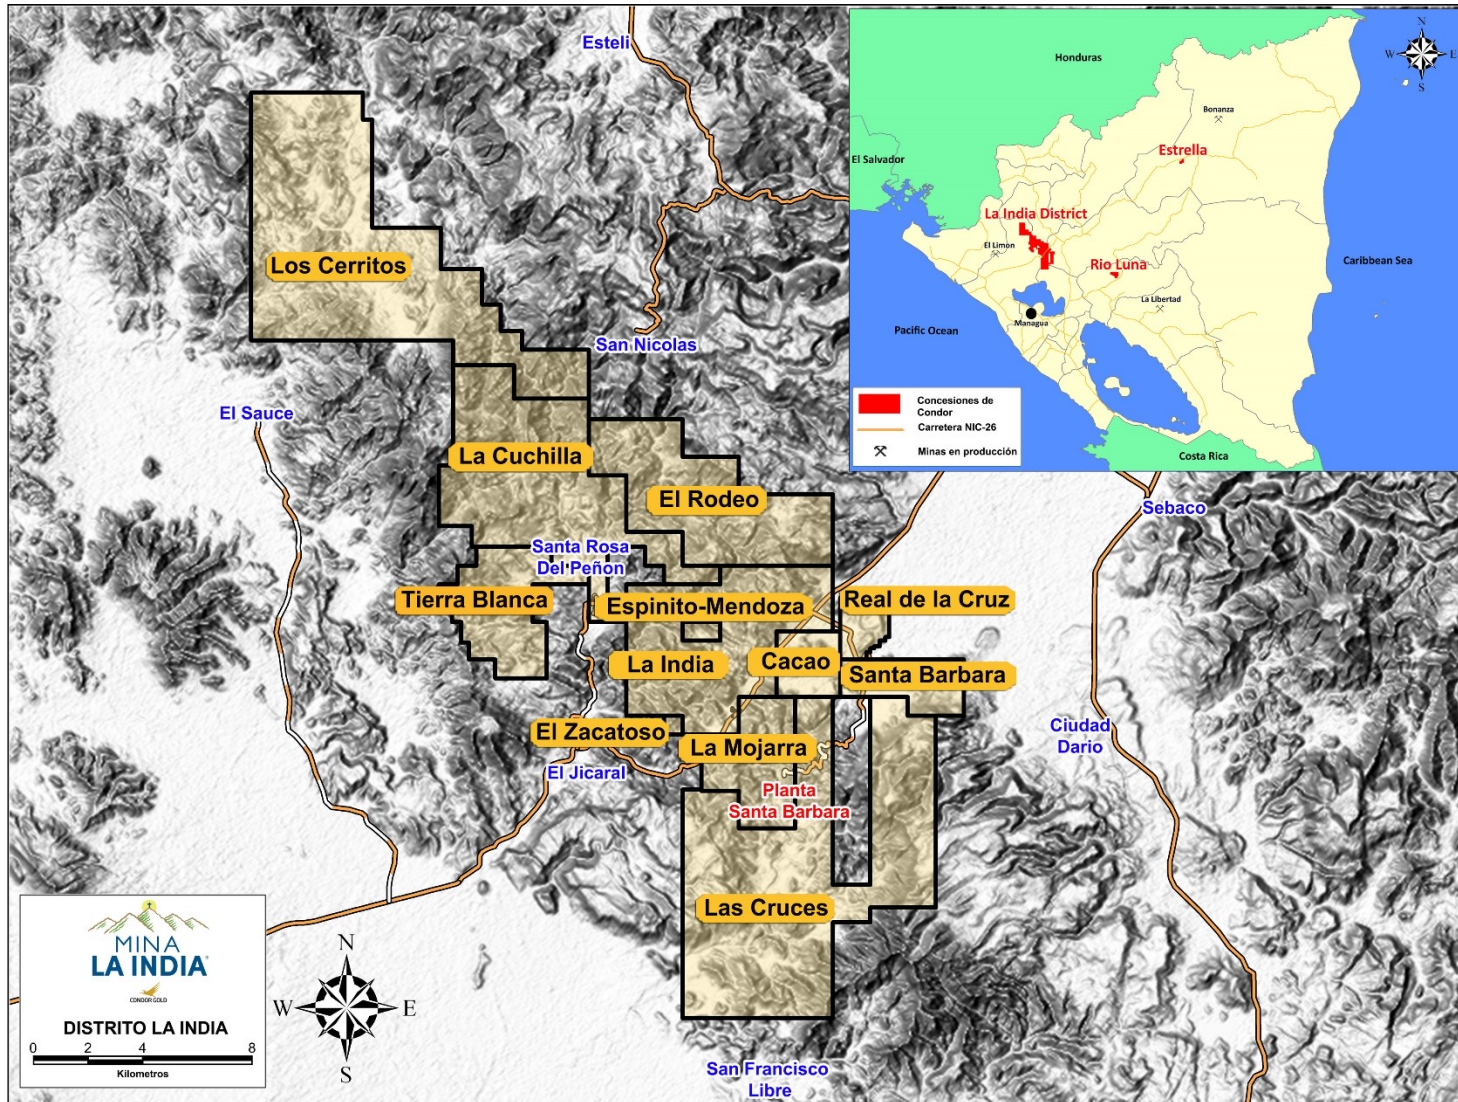 Esteli
Los Cerritos
San Nicolas
El Sauce
La Cuchilla
El Rodeo
Sebaco
Santa Rosa
Del Peñon
Tierra Blanca
Espinito-Mendoza
Real de la Cruz
La India
Cacao
Santa Barbara
El Zacatoso
La Mojarra
Ciudad
Dario
El Jicaral
Planta
Santa Barbara
Las Cruces
San Francisco
Libre
N
W
E
S
MINA
LA INDIA
CONDOR GOLD
DISTRITO LA INDIA
0 2 4 8
Kilometros
Honduras
N
W
E
S
Bonanza
El Salvador
Estrella
La India District
El Limon
Rio Luna
Caribbean Sea
La Libertad
Managua
Pacific Ocean
Costa Rica
Concesiones de
Condor
Carretera NIC-26
Minas en producción